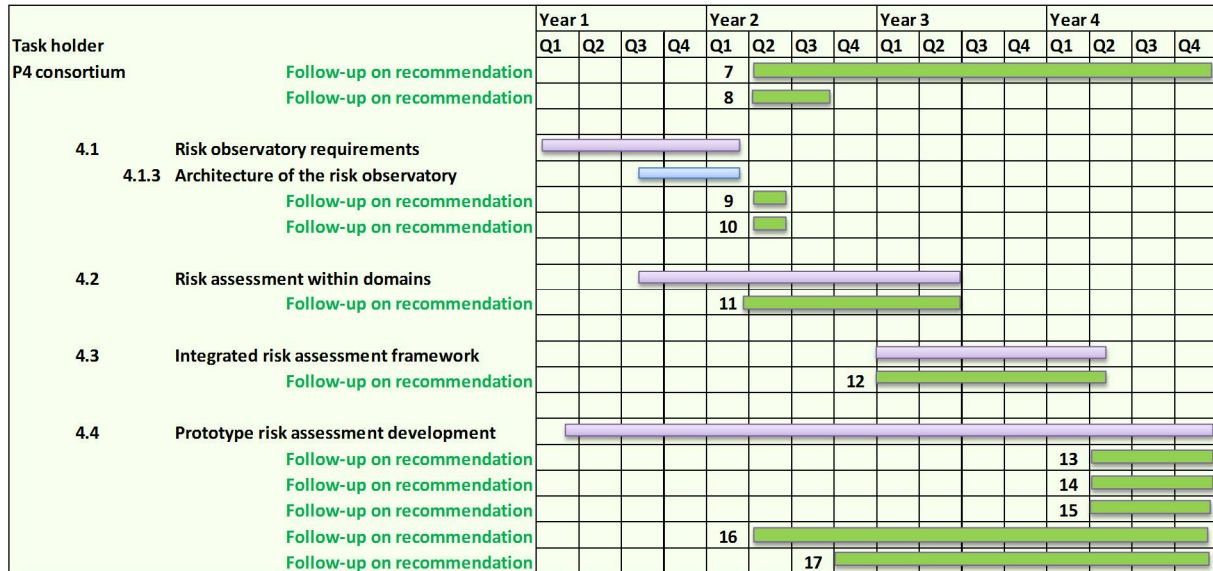 Year 1 Year 2 Year 3 Year 4
Task holder Q1 Q2 Q3 Q4 Q1 Q2 Q3 Q4 Q1 Q2 Q3 Q4 Q1 Q2 Q3 Q4
P4 consortium Follow-up on recommendation 7
Follow-up on recommendation 8
4.1 Risk observatory requirements
4.1.3 Architecture of the risk observatory
Follow-up on recommendation 9
Follow-up on recommendation 10
4.2 Risk assessment within domains
Follow-up on recommendation 11
4.3 Integrated risk assessment framework
Follow-up on recommendation 12
4.4 Prototype risk assessment development
Follow-up on recommendation 13
Follow-up on recommendation 14
Follow-up on recommendation 15
Follow-up on recommendation 16
Follow-up on recommendation 17